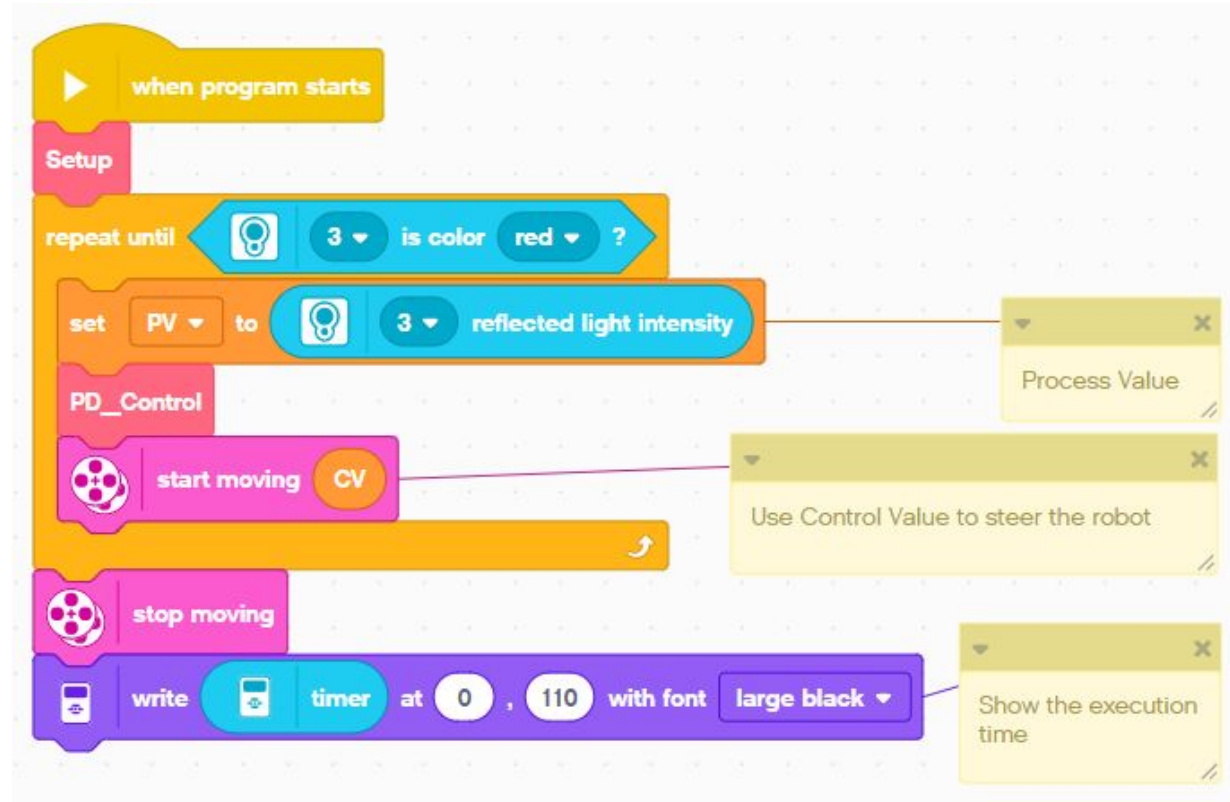 when program starts
Setup
repeat until 3 is color red ?
set PV to 3 reflected light intensity
Process Value
PD_Control
start moving CV
Use Control Value to steer the robot
stop moving
write timer at 0 , 110 with font large black
Show the execution
time